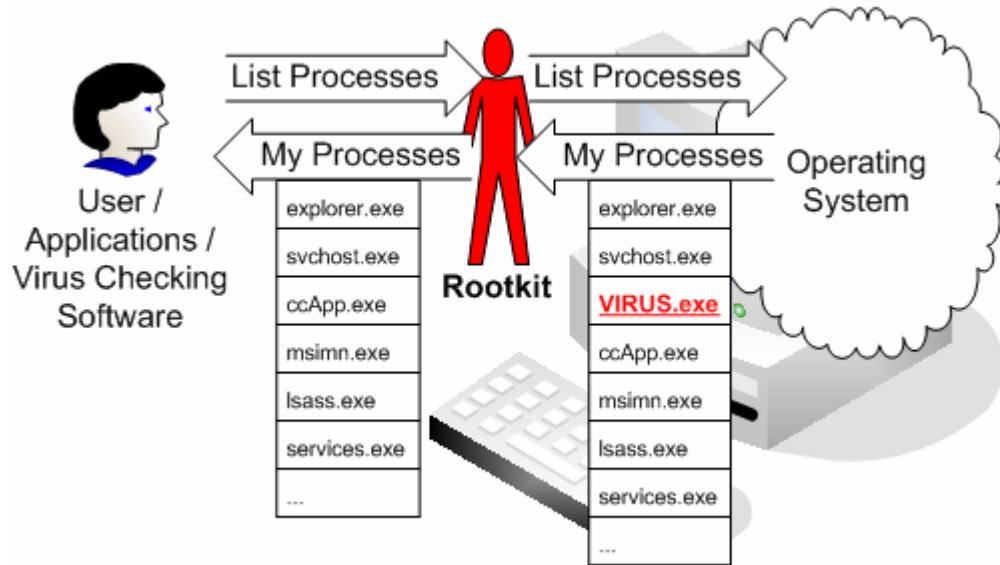 List Processes
List Processes
My Processes
My Processes
User /
Applications /
Virus Checking
Software
explorer.exe
svchost.exe
ccApp.exe
msimn.exe
lsass.exe
services.exe
...
Rootkit
explorer.exe
svchost.exe
VIRUS.exe
ccApp.exe
msimn.exe
lsass.exe
services.exe
...
Operating
System